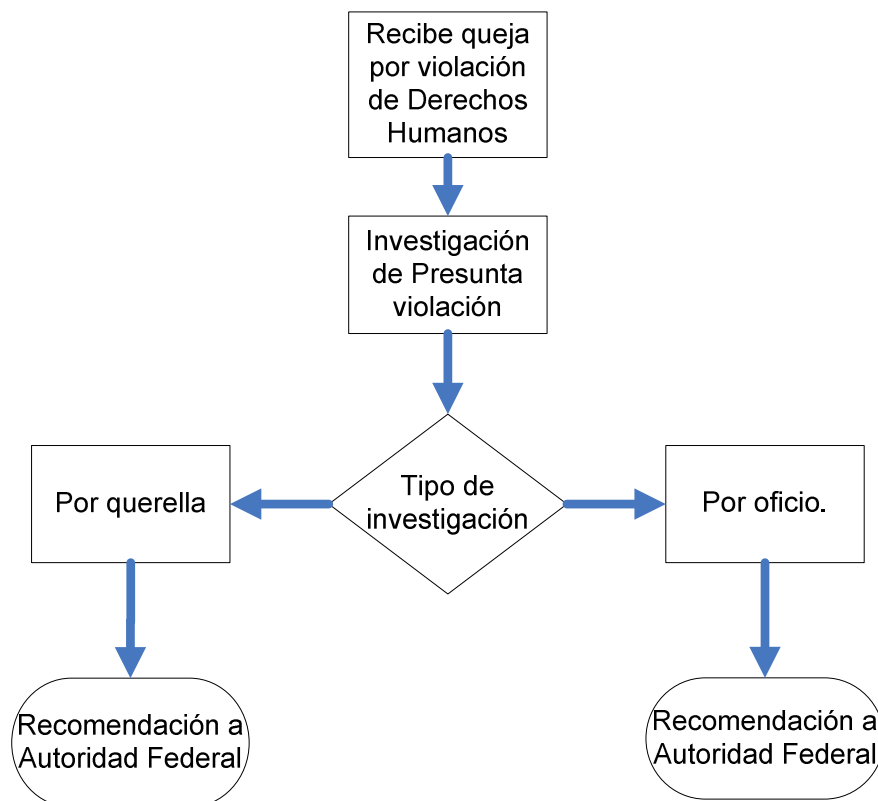 Recibe queja
por violación
de Derechos
Humanos
Investigación
de Presunta
violación
Tipo de
investigación
Por querella
Por oficio.
Recomendación a
Autoridad Federal
Recomendación a
Autoridad Federal